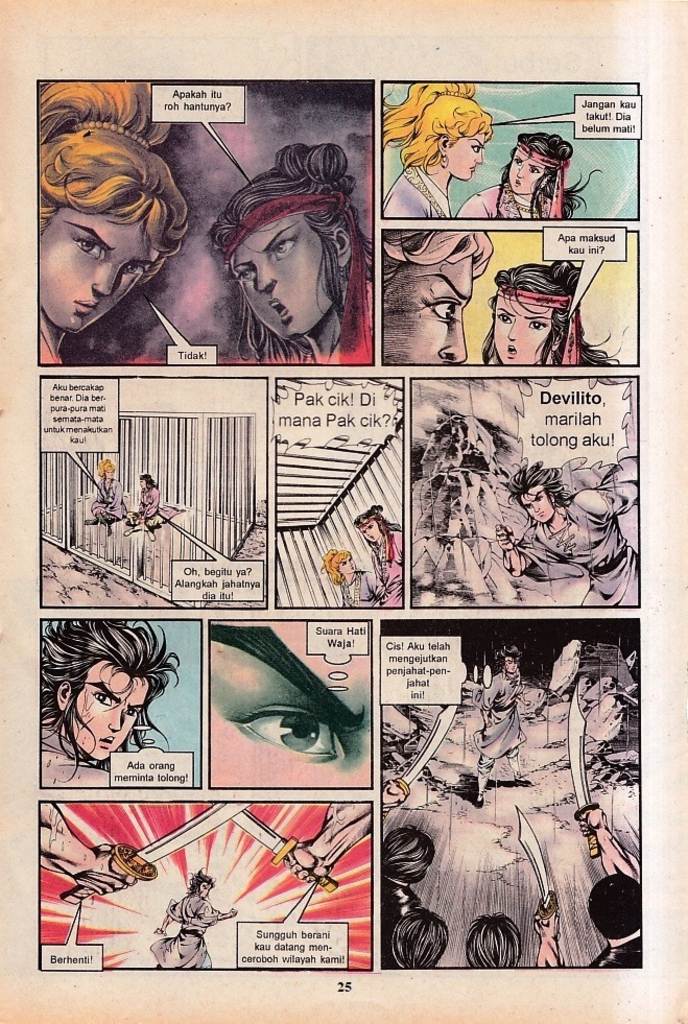 Apakah itu
roh hantunya?
Tidak!
Jangan kau
takut! Dia
belum mati!
Apa maksud
kau ini?
Aku bercakap
benar. Dia ber-
pura-pura mati
semata-mata
untuk menakutkan
kau!
Oh, begitu ya?
Alangkah jahatnya
dia itu!
Pak cik! Di
mana Pak cik?
Devilito,
marilah
tolong aku!
Ada orang
meminta tolong!
Suara Hati
Waja!
Cis! Aku telah
mengejutkan
penjahat-pen-
jahat
ini!
Berhenti!
Sungguh berani
kau datang men-
ceroboh wilayah kami!
25